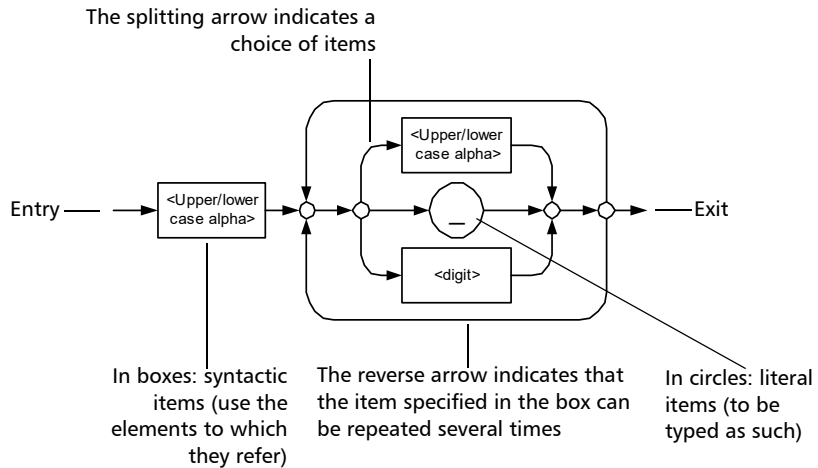 The splitting arrow indicates a
choice of items
<Upper/lower
case alpha>
Entry
<Upper/lower
case alpha>
_
Exit
<digit>
In boxes: syntactic
items (use the
elements to which
they refer)
The reverse arrow indicates that
the item specified in the box can
be repeated several times
In circles: literal
items (to be
typed as such)